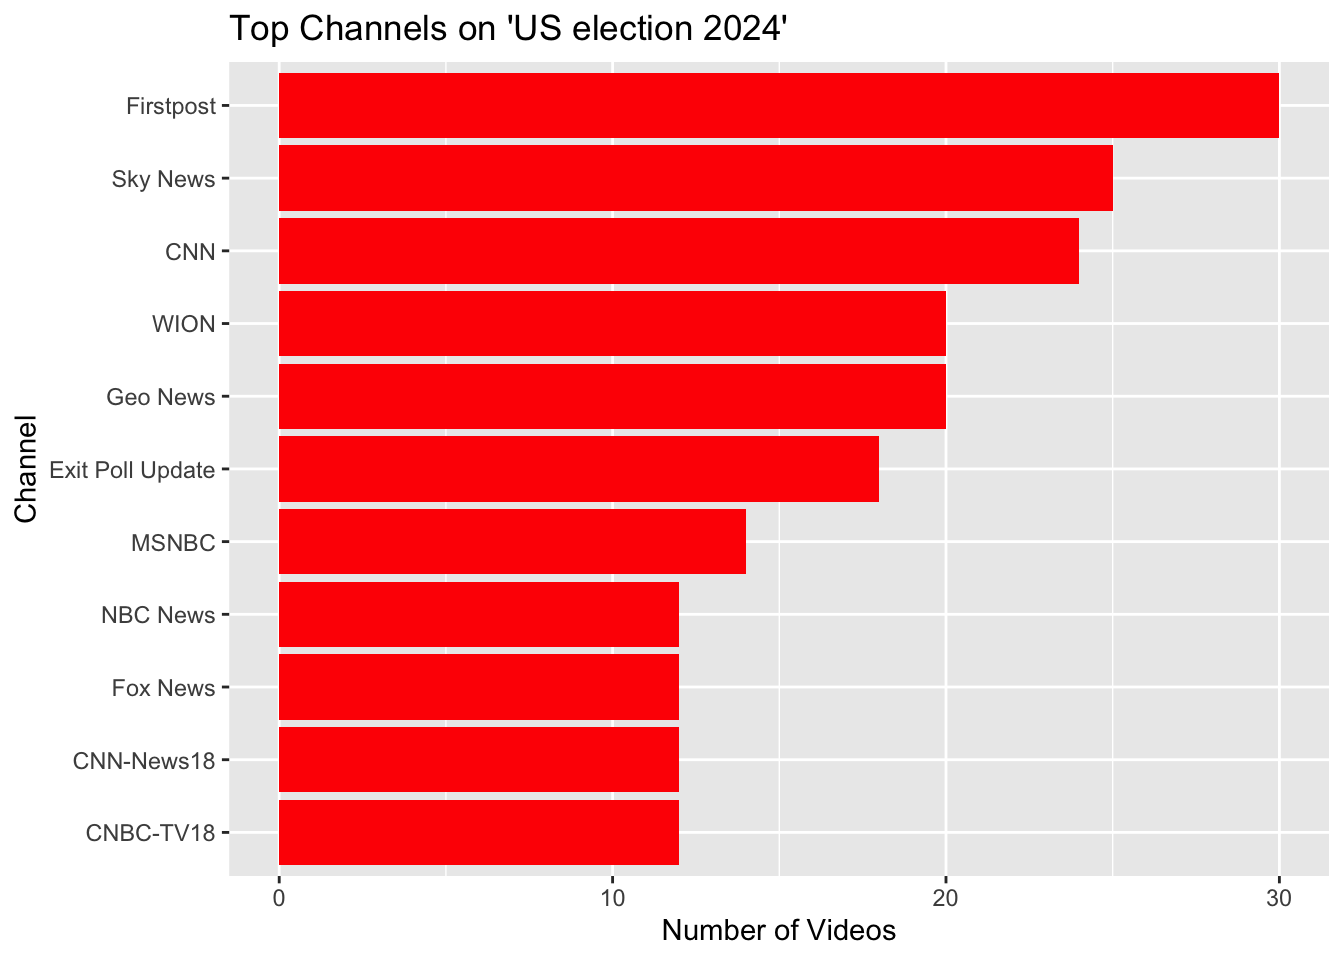 Top Channels on 'US election 2024'
Channel
Firstpost
Sky News
CNN
WION
Geo News
Exit Poll Update
MSNBC
NBC News
Fox News
CNN-News18
CNBC-TV18
0 10 20 30
Number of Videos